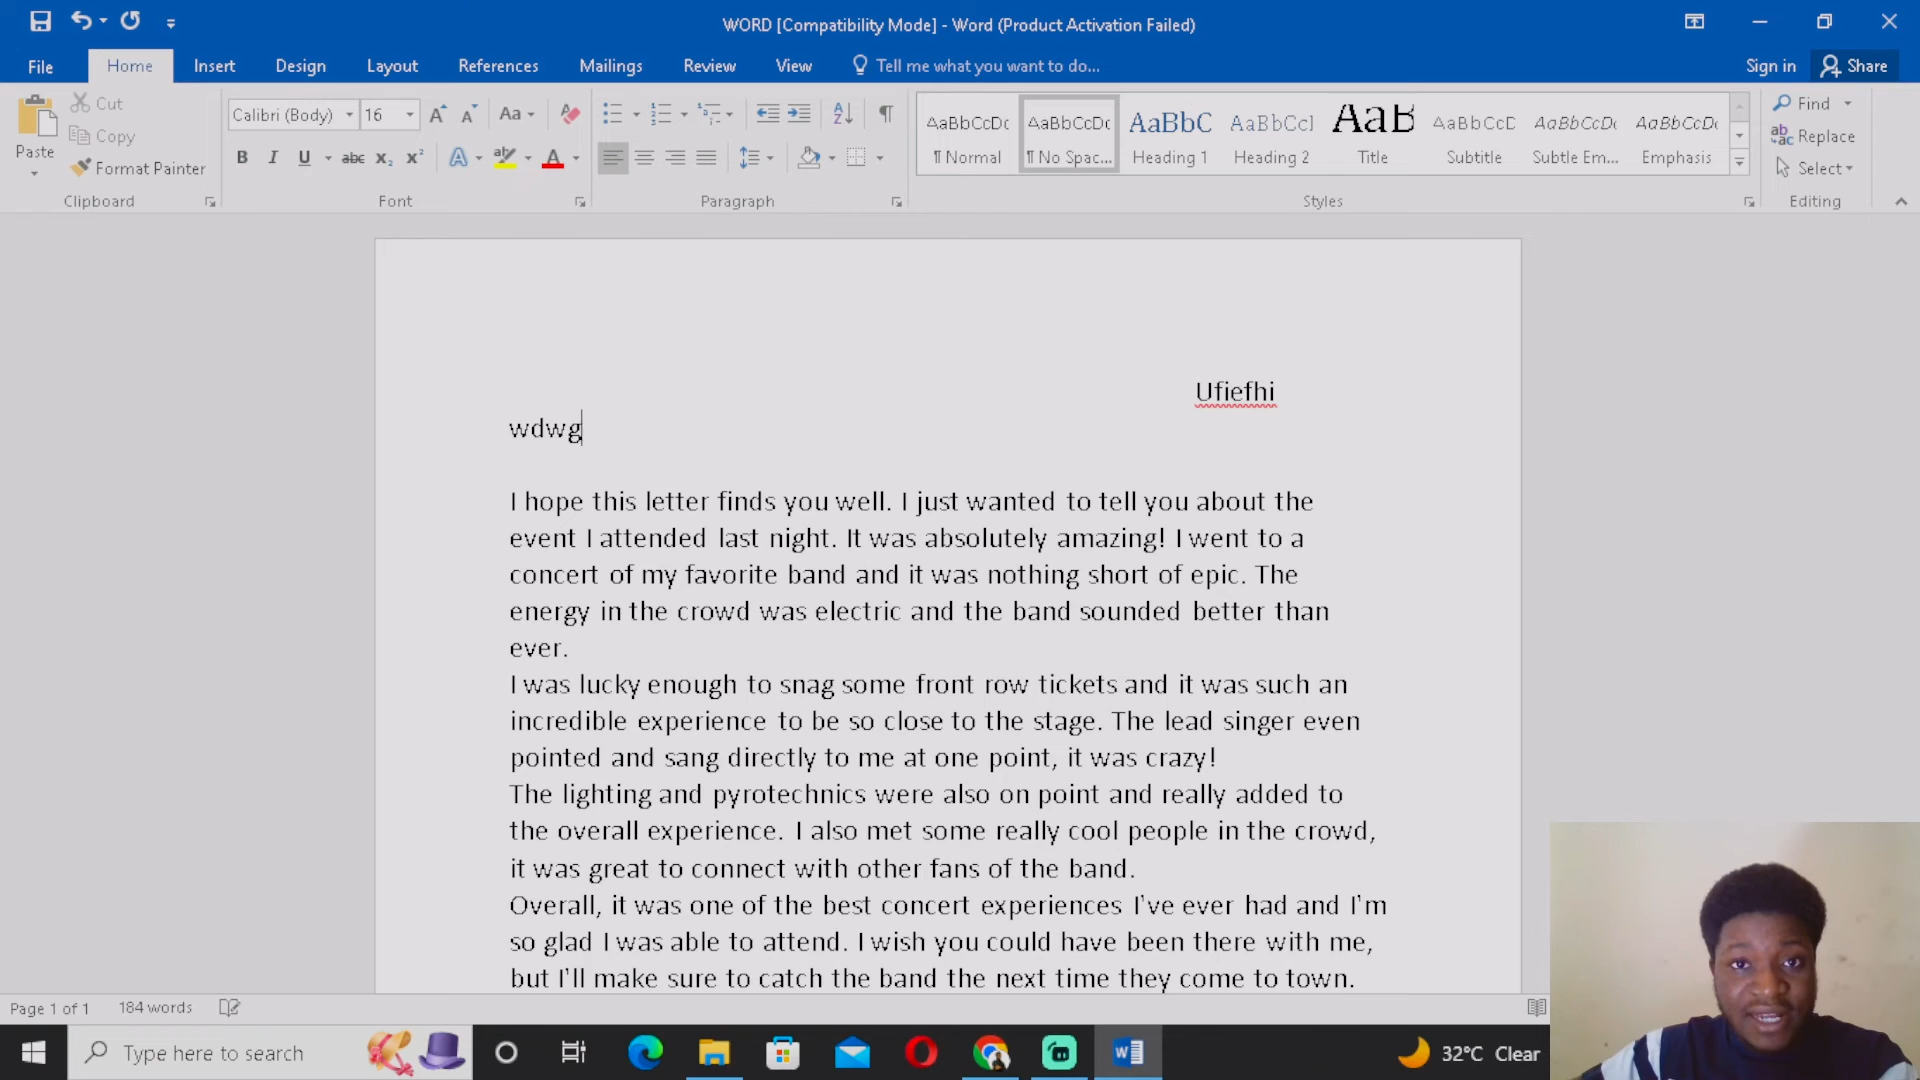 WORD [Compatibility Mode] - Word (Product Activation Failed)
File Home Insert Design Layout References Mailings Review View Tell me what you want to do... Sign in Share
Paste Cut Copy Format Painter
Clipboard
Calibri (Body) 16 Aa
B I U abc X₂ X² A ab A
Font
Paragraph
AaBbCcDc AaBbCcDc AaBbC AaBbCcI AaB AaBbCcD AaBbCcDc AaBbCcDc
¶ Normal ¶ No Spac... Heading 1 Heading 2 Title Subtitle Subtle Em... Emphasis
Styles
Find
Replace
Select
Editing
Ufiefhi
wdwg
I hope this letter finds you well. I just wanted to tell you about the
event I attended last night. It was absolutely amazing! I went to a
concert of my favorite band and it was nothing short of epic. The
energy in the crowd was electric and the band sounded better than
ever.
I was lucky enough to snag some front row tickets and it was such an
incredible experience to be so close to the stage. The lead singer even
pointed and sang directly to me at one point, it was crazy!
The lighting and pyrotechnics were also on point and really added to
the overall experience. I also met some really cool people in the crowd,
it was great to connect with other fans of the band.
Overall, it was one of the best concert experiences I've ever had and I'm
so glad I was able to attend. I wish you could have been there with me,
but I'll make sure to catch the band the next time they come to town.
Page 1 of 1 184 words
Type here to search 32°C Clear